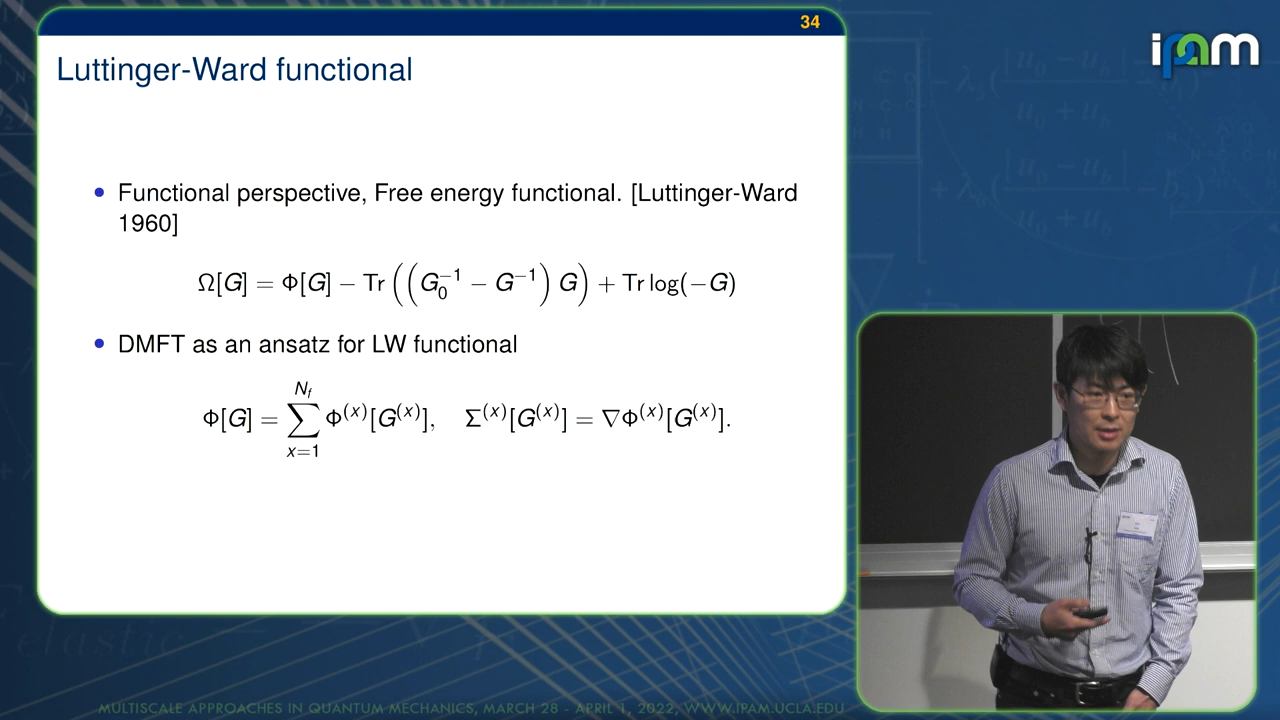 34
ipam
Luttinger-Ward functional
• Functional perspective, Free energy functional. [Luttinger-Ward
1960]
Ω[G] = Φ[G] − Tr((G₀⁻¹ − G⁻¹) G) + Tr log(−G)
• DMFT as an ansatz for LW functional
Φ[G] = ∑_{x=1}^{N_f} Φ^{(x)}[G^{(x)}], Σ^{(x)}[G^{(x)}] = ∇Φ^{(x)}[G^{(x)}].
MULTISCALE APPROACHES IN QUANTUM MECHANICS, MARCH 28 - APRIL 1, 2022, WWW.IPAM.UCLA.EDU